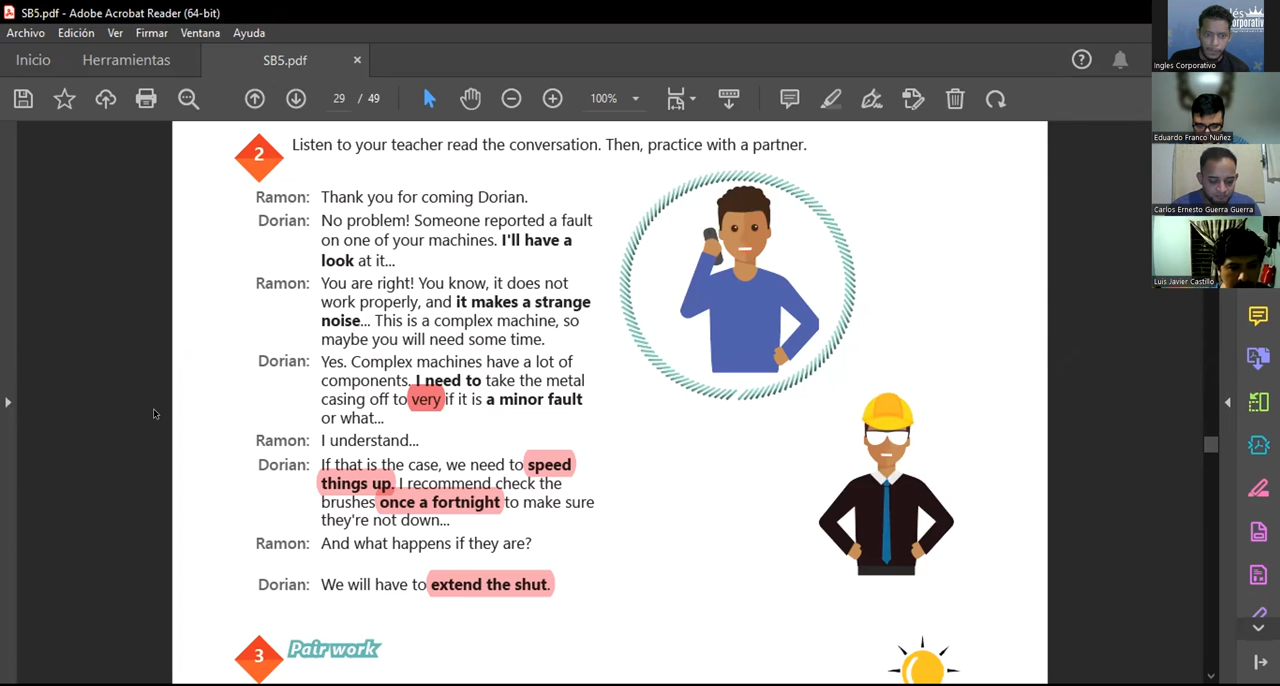 SB5.pdf - Adobe Acrobat Reader (64-bit)
Archivo Edición Ver Firmar Ventana Ayuda
Inicio Herramientas SB5.pdf ×
29 / 49 100%
2 Listen to your teacher read the conversation. Then, practice with a partner.
Ramon: Thank you for coming Dorian.
Dorian: No problem! Someone reported a fault
on one of your machines. I'll have a
look at it...
Ramon: You are right! You know, it does not
work properly, and it makes a strange
noise... This is a complex machine, so
maybe you will need some time.
Dorian: Yes. Complex machines have a lot of
components. I need to take the metal
casing off to very if it is a minor fault
or what...
Ramon: I understand...
Dorian: If that is the case, we need to speed
things up. I recommend check the
brushes once a fortnight to make sure
they're not down...
Ramon: And what happens if they are?
Dorian: We will have to extend the shut.
3 Pair work
Ingles Corporativo
Eduardo Franco Nuñez
Carlos Ernesto Guerra Guerra
Luis Javier Castillo